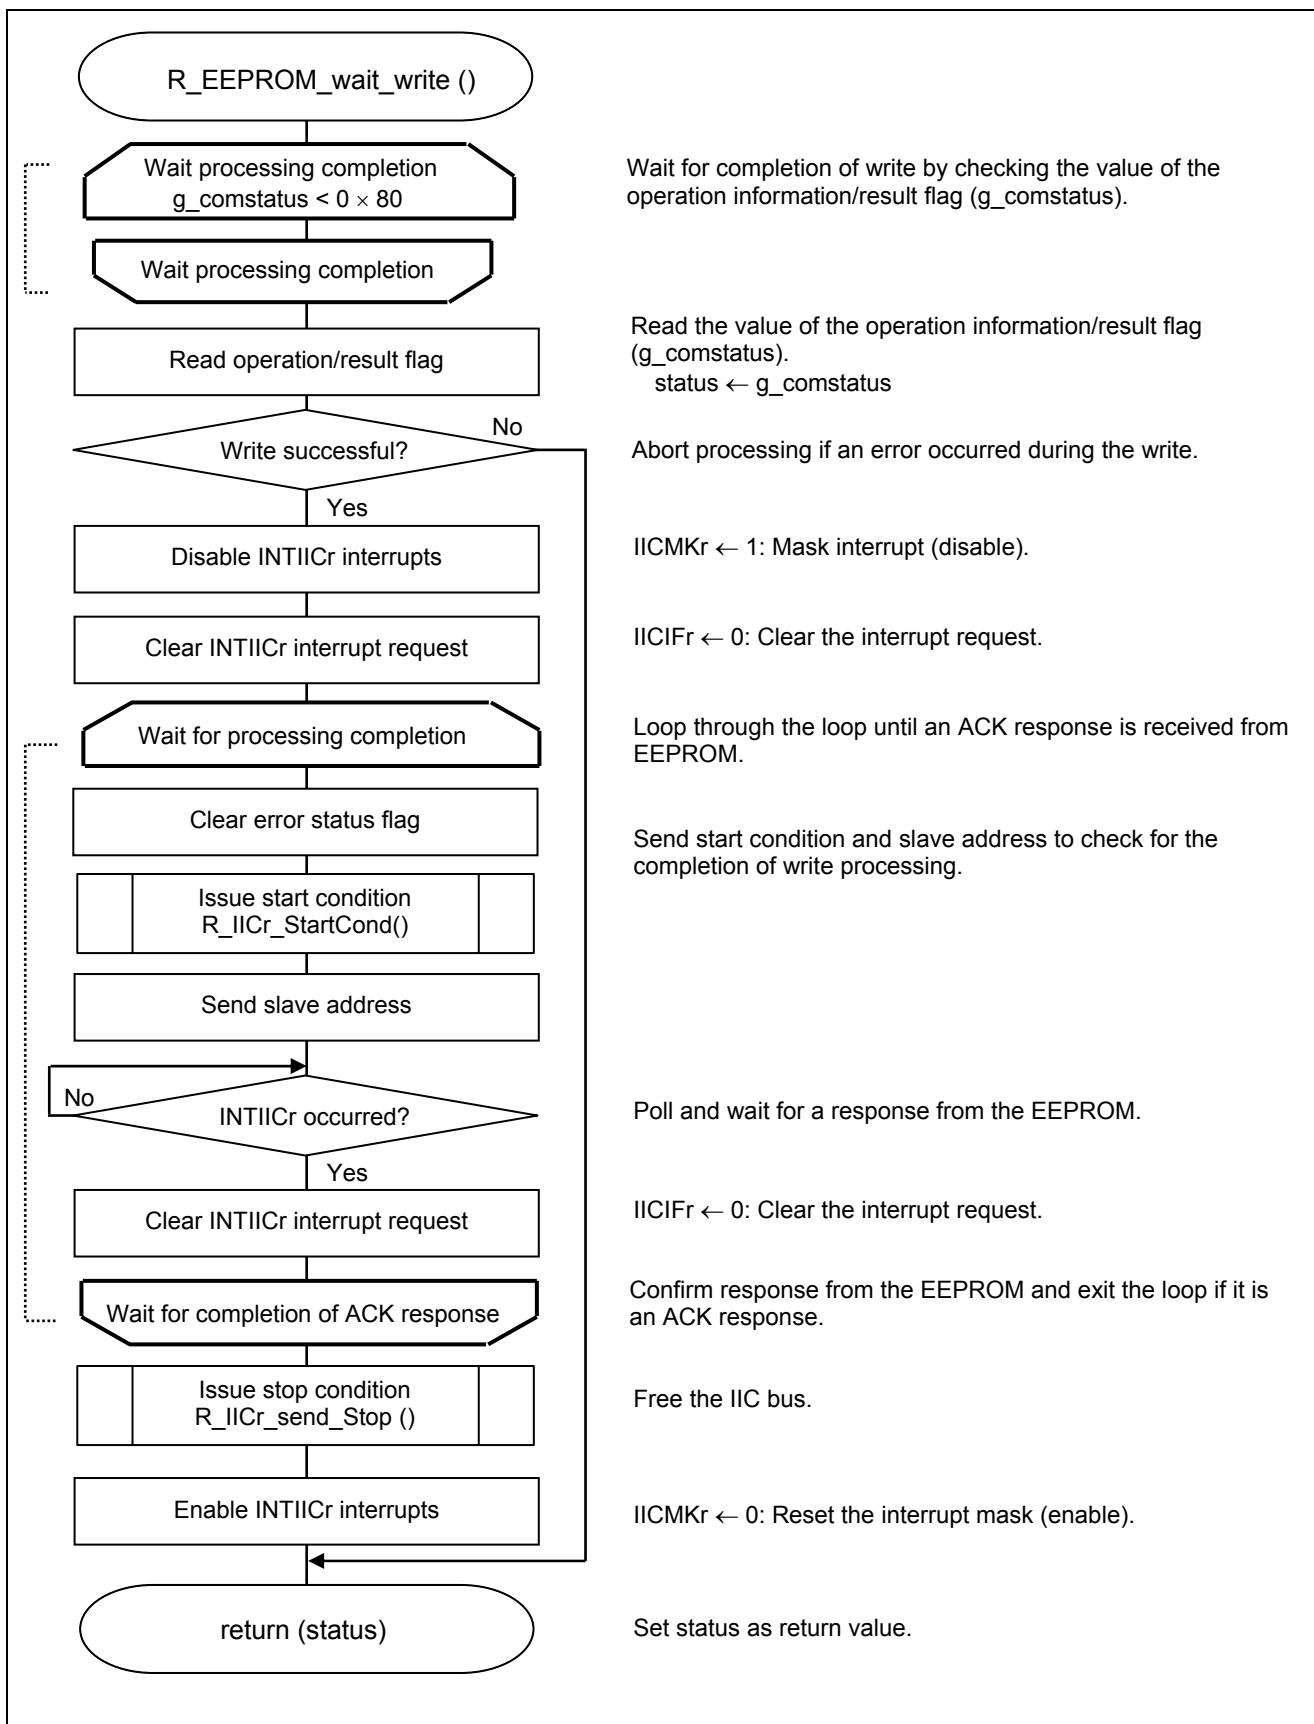 R_EEPROM_wait_write ()
Wait processing completion
g_comstatus < 0 × 80
Wait for completion of write by checking the value of the
operation information/result flag (g_comstatus).
Wait processing completion
Read operation/result flag
Read the value of the operation information/result flag
(g_comstatus).
status ← g_comstatus
Write successful?
No
Abort processing if an error occurred during the write.
Yes
Disable INTIICr interrupts
IICMKr ← 1: Mask interrupt (disable).
Clear INTIICr interrupt request
IICIFr ← 0: Clear the interrupt request.
Wait for processing completion
Loop through the loop until an ACK response is received from
EEPROM.
Clear error status flag
Send start condition and slave address to check for the
completion of write processing.
Issue start condition
R_IICr_StartCond()
Send slave address
No
INTIICr occurred?
Poll and wait for a response from the EEPROM.
Yes
Clear INTIICr interrupt request
IICIFr ← 0: Clear the interrupt request.
Wait for completion of ACK response
Confirm response from the EEPROM and exit the loop if it is
an ACK response.
Issue stop condition
R_IICr_send_Stop ()
Free the IIC bus.
Enable INTIICr interrupts
IICMKr ← 0: Reset the interrupt mask (enable).
return (status)
Set status as return value.